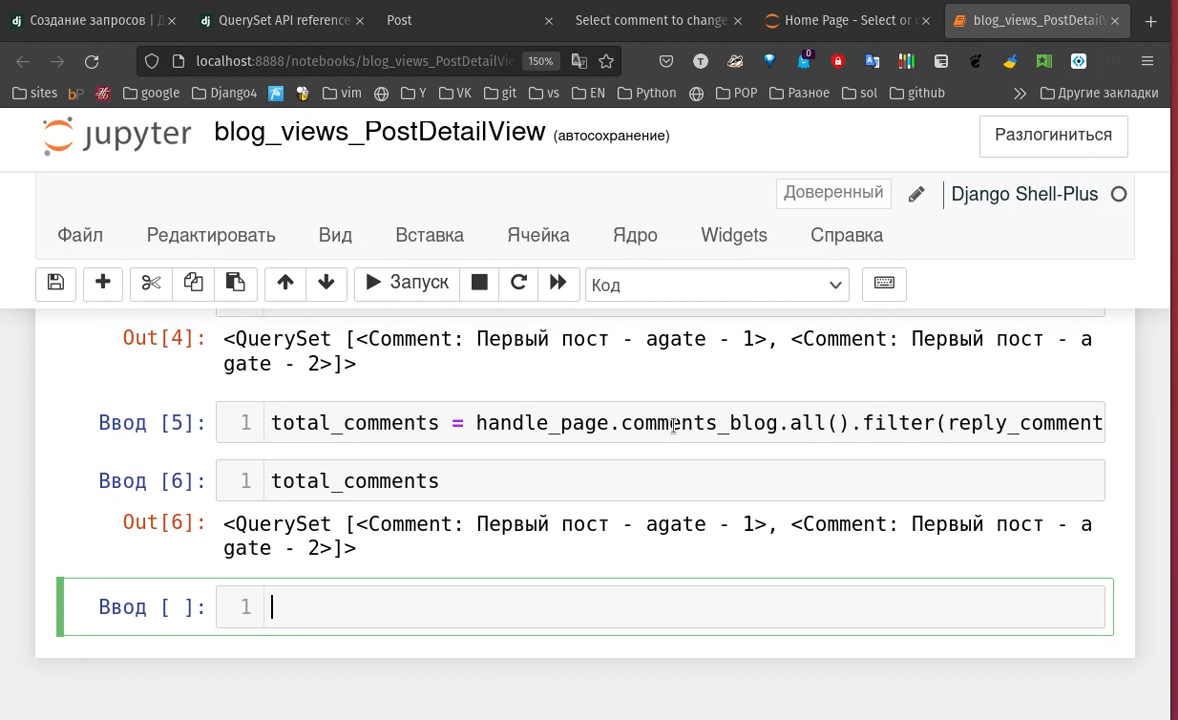 Создание запросов | Д
QuerySet API reference
Post
Select comment to change
Home Page - Select or c
blog_views_PostDetailV
localhost:8888/notebooks/blog_views_PostDetailVi
150%
0
sites
bP
google
Django4
vim
Y
VK
git
vs
EN
Python
POP
Разное
sol
github
Другие закладки
jupyter
blog_views_PostDetailView (автосохранение)
Разлогиниться
Доверенный
Django Shell-Plus
Файл
Редактировать
Вид
Вставка
Ячейка
Ядро
Widgets
Справка
Запуск
Код
Out[4]: <QuerySet [<Comment: Первый пост - agate - 1>, <Comment: Первый пост - a
gate - 2>]>
Ввод [5]: 1 total_comments = handle_page.comments_blog.all().filter(reply_comment
Ввод [6]: 1 total_comments
Out[6]: <QuerySet [<Comment: Первый пост - agate - 1>, <Comment: Первый пост - a
gate - 2>]>
Ввод [ ]: 1